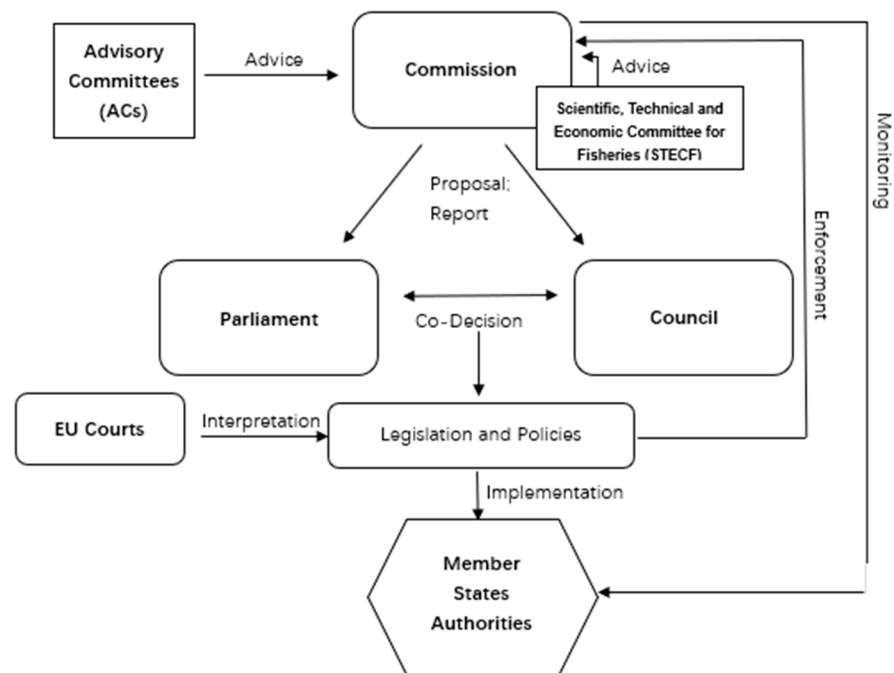 Advisory
Committees
(ACs)
Advice
Commission
Advice
Scientific, Technical and
Economic Committee for
Fisheries (STECF)
Monitoring
Proposal;
Report
Enforcement
Parliament
Co-Decision
Council
EU Courts
Interpretation
Legislation and Policies
Implementation
Member
States
Authorities